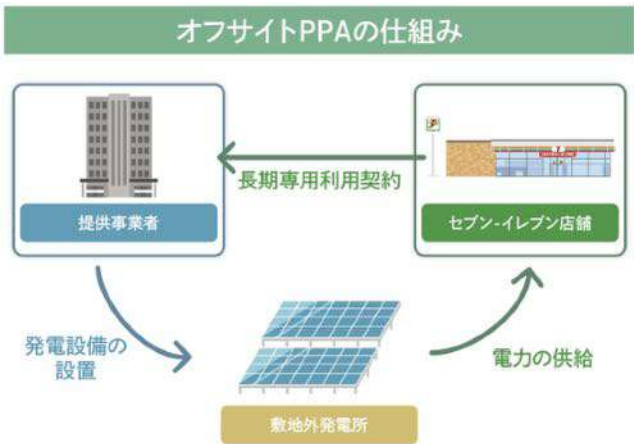 オフサイトPPAの仕組み
長期専用利用契約
提供事業者
セブン-イレブン店舗
発電設備の
設置
電力の供給
敷地外発電所